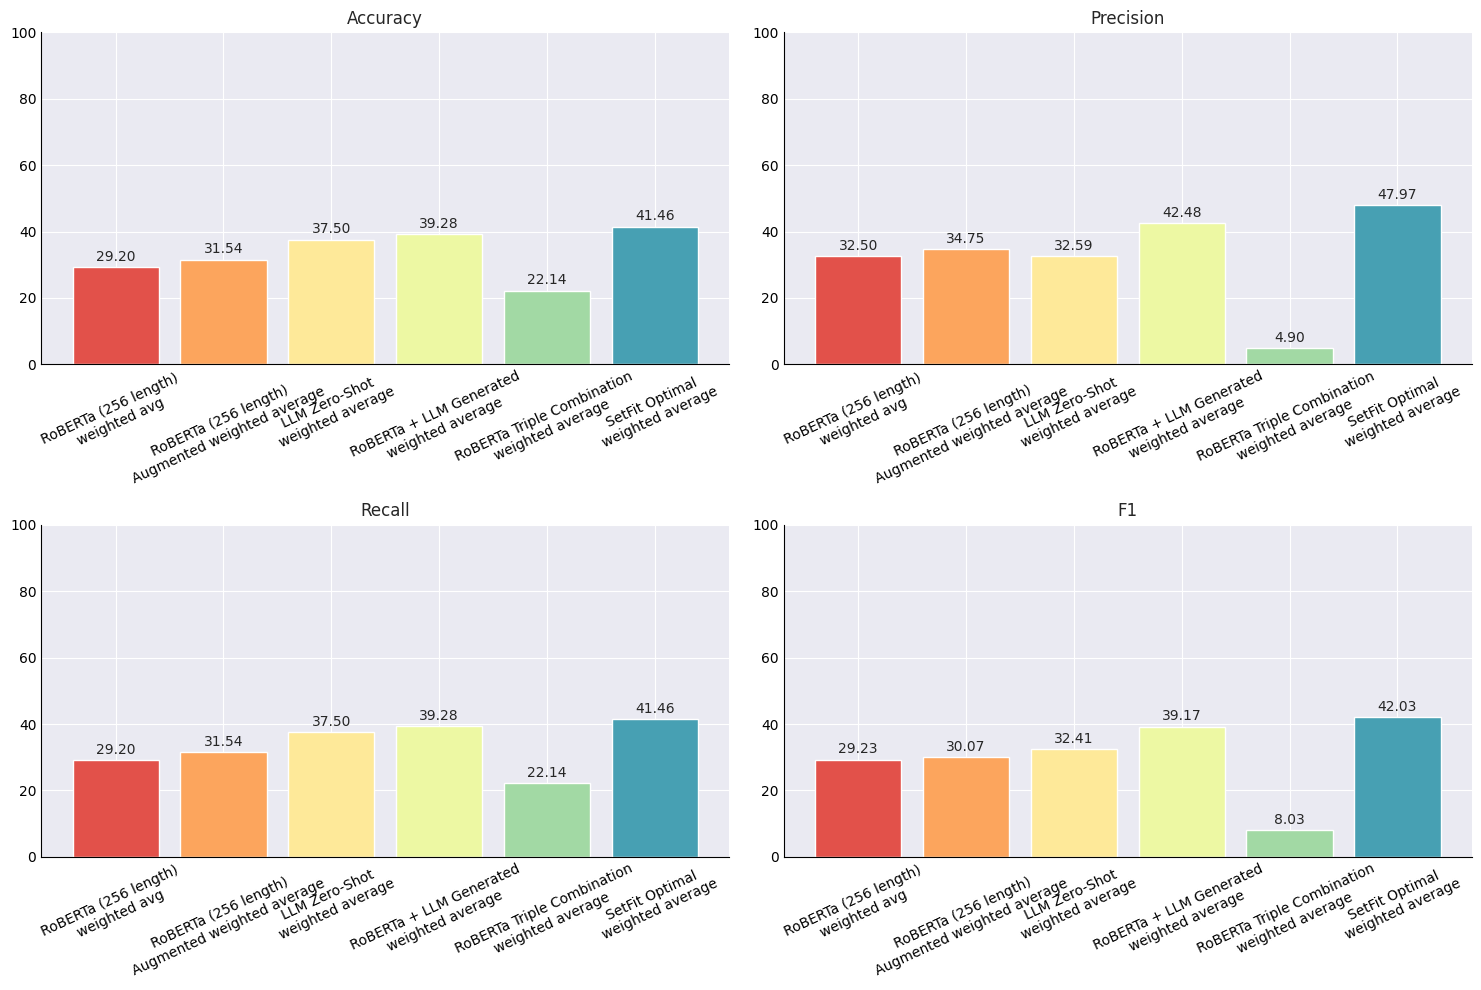 Accuracy
100
80
60
40
20
0
29.20
31.54
37.50
39.28
22.14
41.46
RoBERTa (256 length)
weighted avg
RoBERTa (256 length)
Augmented weighted average
LLM Zero-Shot
weighted average
RoBERTa + LLM Generated
weighted average
RoBERTa Triple Combination
weighted average
SetFit Optimal
weighted average
Precision
100
80
60
40
20
0
32.50
34.75
32.59
42.48
4.90
47.97
RoBERTa (256 length)
weighted avg
RoBERTa (256 length)
Augmented weighted average
LLM Zero-Shot
weighted average
RoBERTa + LLM Generated
weighted average
RoBERTa Triple Combination
weighted average
SetFit Optimal
weighted average
Recall
100
80
60
40
20
0
29.20
31.54
37.50
39.28
22.14
41.46
RoBERTa (256 length)
weighted avg
RoBERTa (256 length)
Augmented weighted average
LLM Zero-Shot
weighted average
RoBERTa + LLM Generated
weighted average
RoBERTa Triple Combination
weighted average
SetFit Optimal
weighted average
F1
100
80
60
40
20
0
29.23
30.07
32.41
39.17
8.03
42.03
RoBERTa (256 length)
weighted avg
RoBERTa (256 length)
Augmented weighted average
LLM Zero-Shot
weighted average
RoBERTa + LLM Generated
weighted average
RoBERTa Triple Combination
weighted average
SetFit Optimal
weighted average